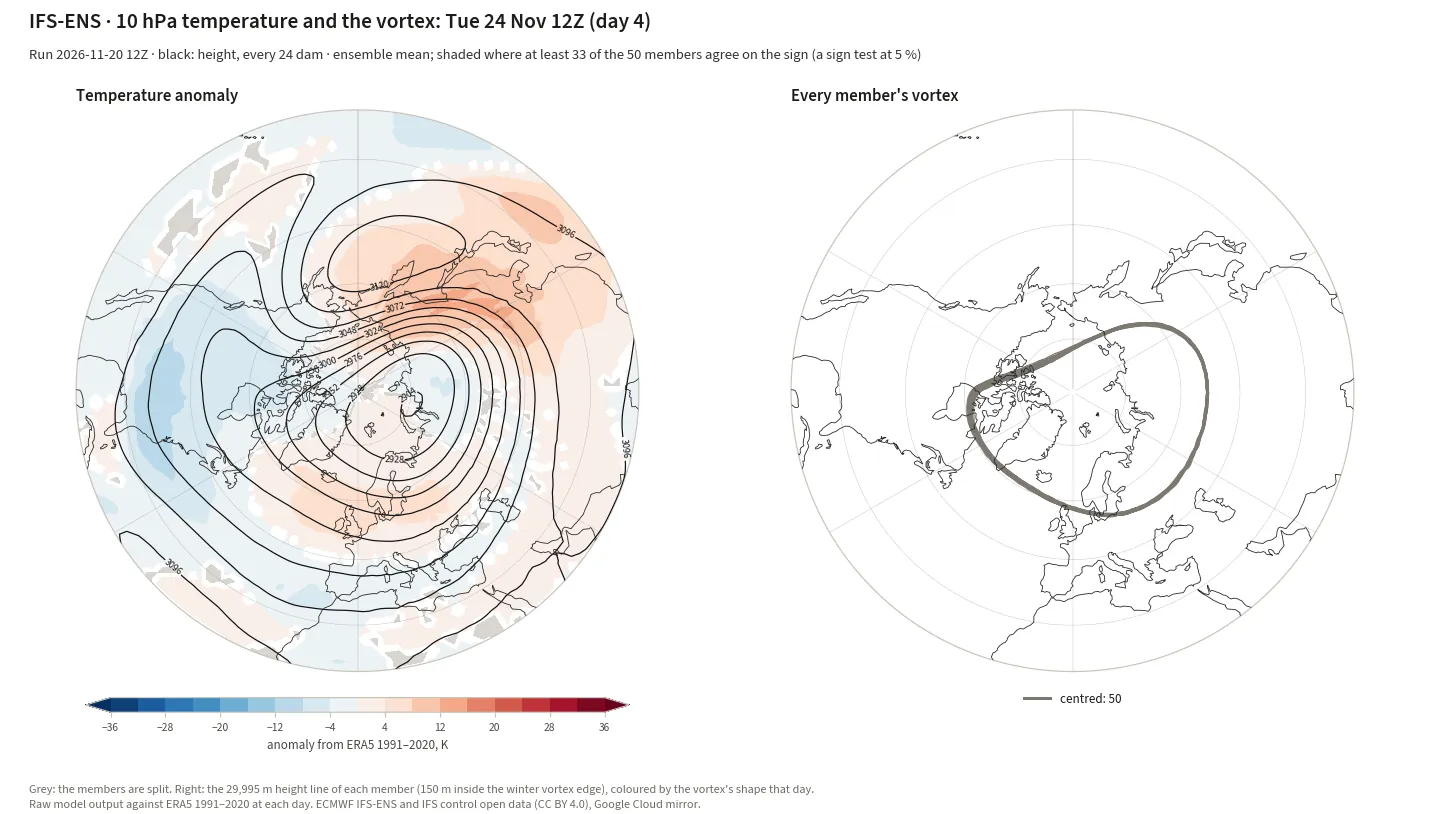 IFS-ENS · 10 hPa temperature and the vortex: Tue 24 Nov 12Z (day 4)
Run 2026-11-20 12Z · black: height, every 24 dam · ensemble mean; shaded where at least 33 of the 50 members agree on the sign (a sign test at 5 %)
Temperature anomaly
Every member's vortex
3096
3120
3072
3048
3024
3000
2976
2928
3096
3096
centred: 50
−36 −28 −20 −12 −4 4 12 20 28 36
anomaly from ERA5 1991–2020, K
Grey: the members are split. Right: the 29,995 m height line of each member (150 m inside the winter vortex edge), coloured by the vortex's shape that day.
Raw model output against ERA5 1991–2020 at each day. ECMWF IFS-ENS and IFS control open data (CC BY 4.0), Google Cloud mirror.